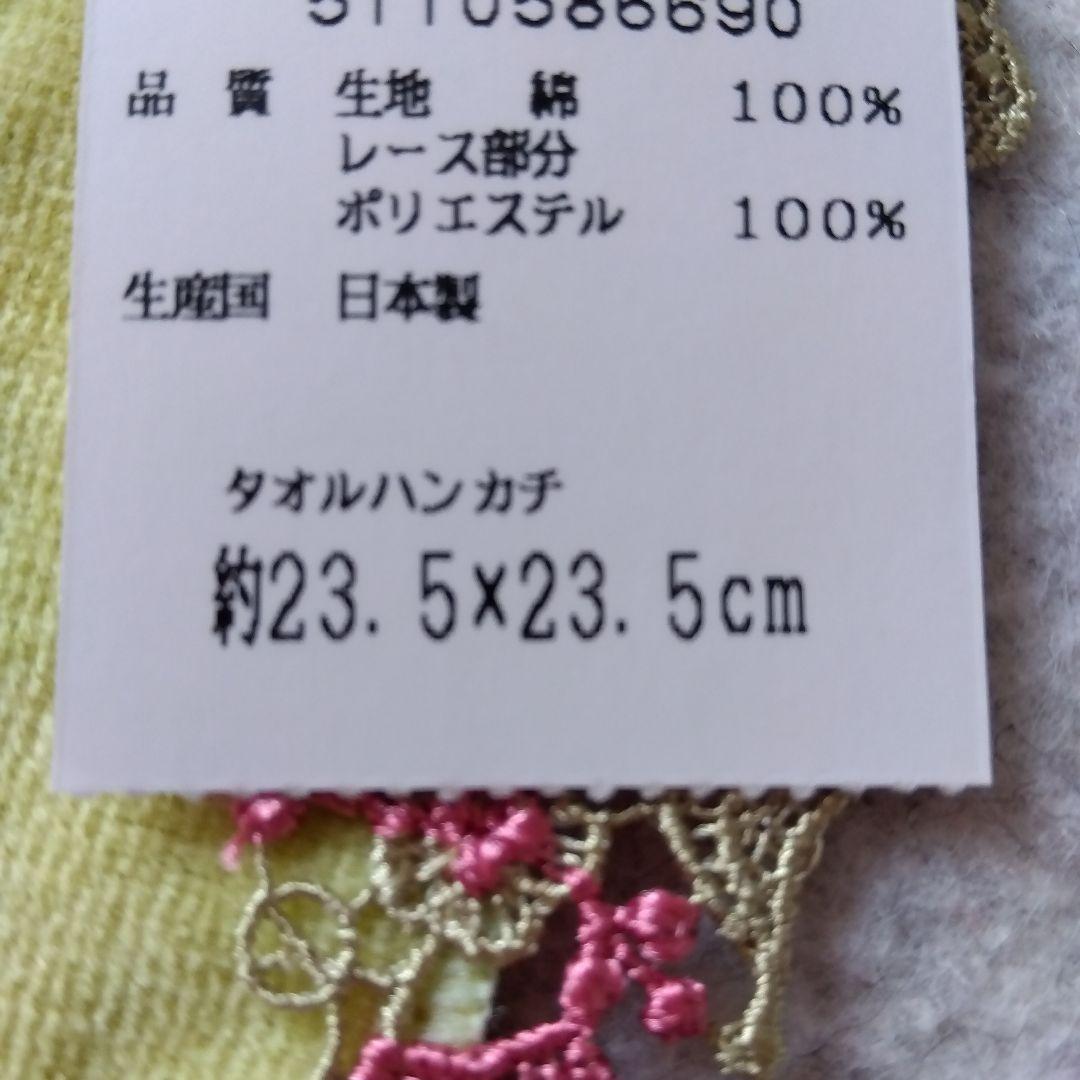 5110586690
品　質　生地　　綿　　　100%
レース部分
ポリエステル　　100%
生産国　日本製
タオルハンカチ
約23.5×23.5cm